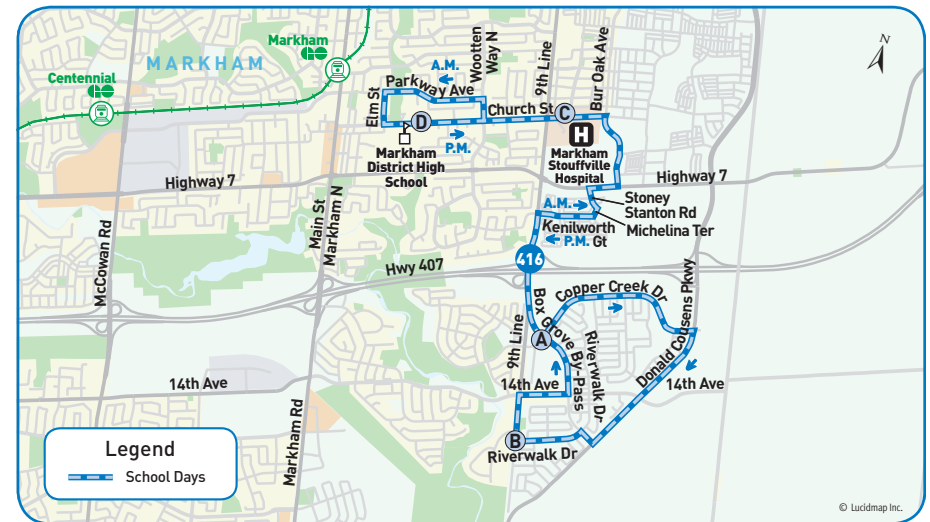 N
Markham
Centennial
MARKHAM
Elm St
A.M.
Parkway Ave
Wootten
Way N
9th Line
Bur Oak Ave
Church St
C
D
P.M.
H
Markham
District High
School
Markham
Stouffville
Hospital
Highway 7
Highway 7
Stoney
Stanton Rd
A.M.
Michelina Ter
Kenilworth
Gt
P.M.
McCowan Rd
Main St
Markham N
416
Hwy 407
Copper Creek Dr
Box Grove By-Pass
A
9th Line
Riverwalk Dr
Donald Cousens Pkwy
14th Ave
14th Ave
14th Ave
Markham Rd
B
Riverwalk Dr
Legend
School Days
© Lucidmap Inc.